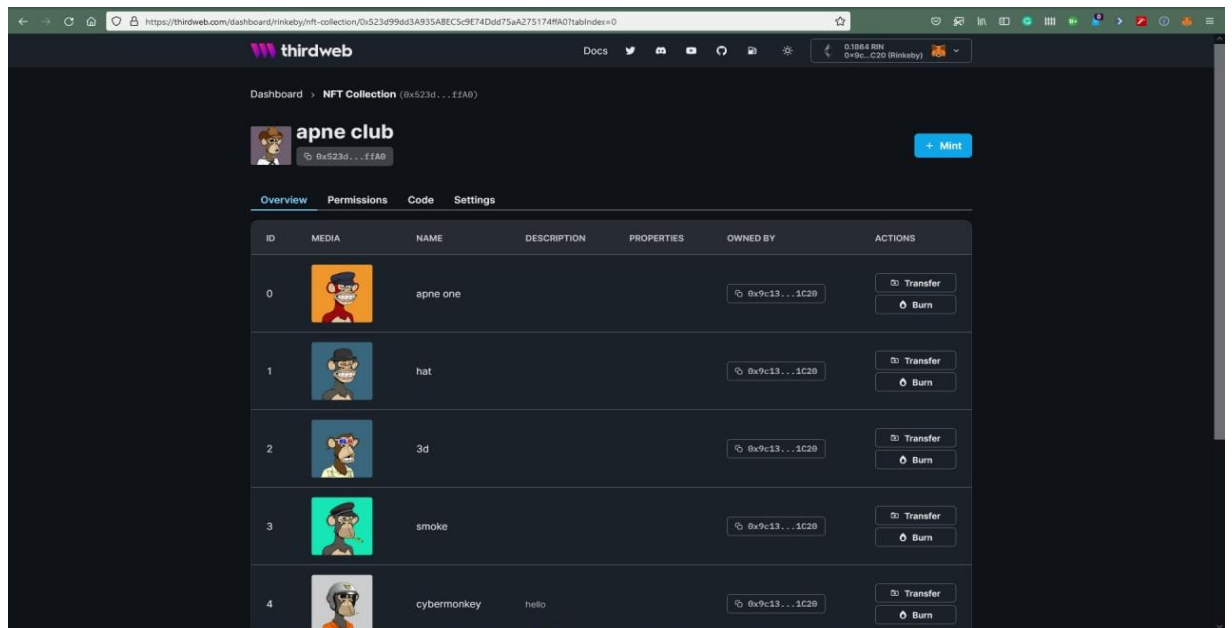 https://thirdweb.com/dashboard/rinkeby/nft-collection/0x523d99dd3A935A8EC5c9E74Ddd75aA275174ffA0?tabIndex=0
thirdweb
Docs
0.1864 RIN
0x9c...C20 (Rinkeby)
Dashboard > NFT Collection (0x523d...ffA0)
apne club
0x523d...ffA0
+ Mint
Overview Permissions Code Settings
ID MEDIA NAME DESCRIPTION PROPERTIES OWNED BY ACTIONS
0 apne one 0x9c13...1C20 Transfer
Burn
1 hat 0x9c13...1C20 Transfer
Burn
2 3d 0x9c13...1C20 Transfer
Burn
3 smoke 0x9c13...1C20 Transfer
Burn
4 cybermonkey hello 0x9c13...1C20 Transfer
Burn